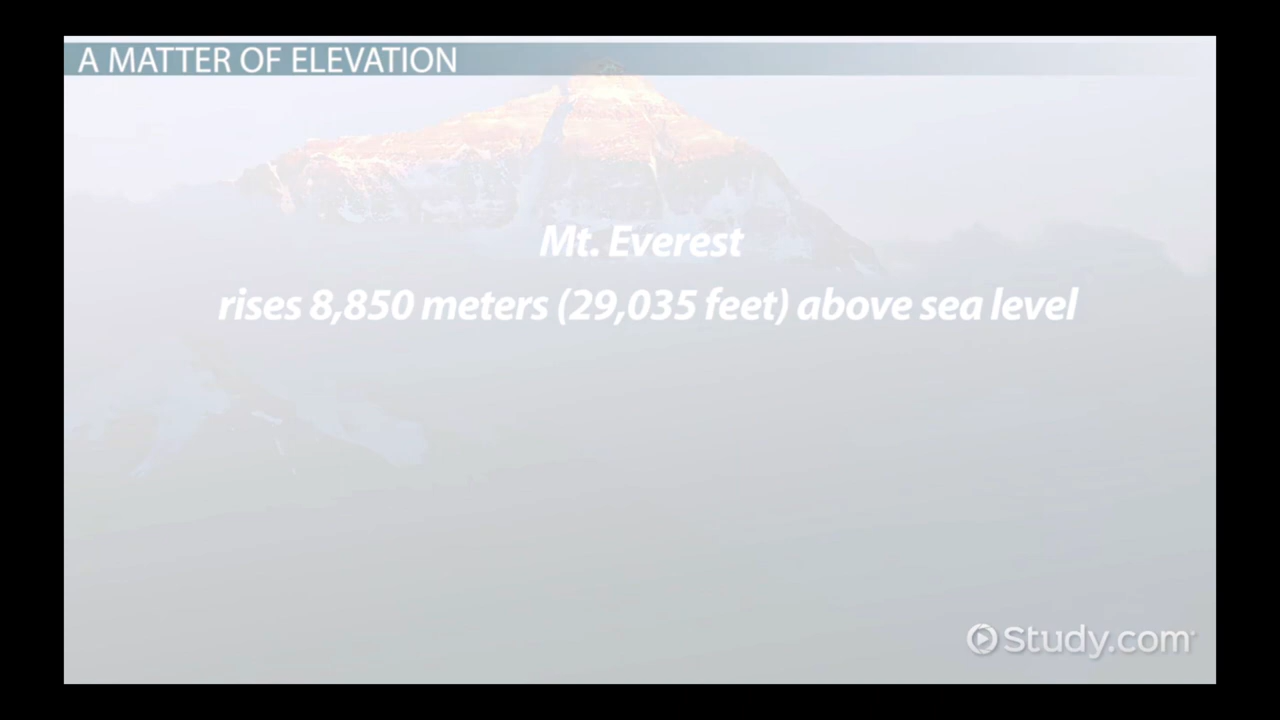 A MATTER OF ELEVATION
Mt. Everest
rises 8,850 meters (29,035 feet) above sea level
Study.com